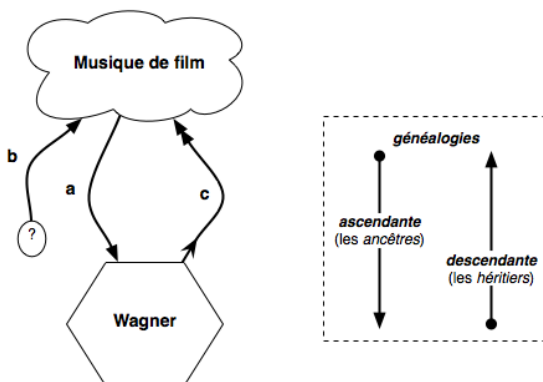 Musique de film
b
a
c
?
Wagner
généalogies
ascendante
(les ancêtres)
descendante
(les héritiers)